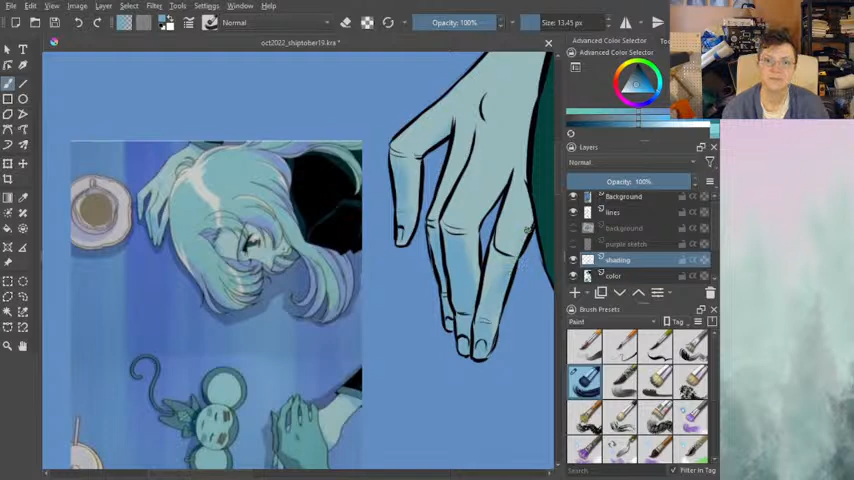 File Edit View Image Layer Select Filter Tools Settings Window Help
Normal
Opacity: 100%
Size: 13.45 px
oct2022_shiptober19.kra *
Advanced Color Selector
Advanced Color Selector
Layers
Normal
Opacity: 100%
Background
lines
background
purple sketch
shading
color
Brush Presets
Paint
Tag
Search
Filter in Tag